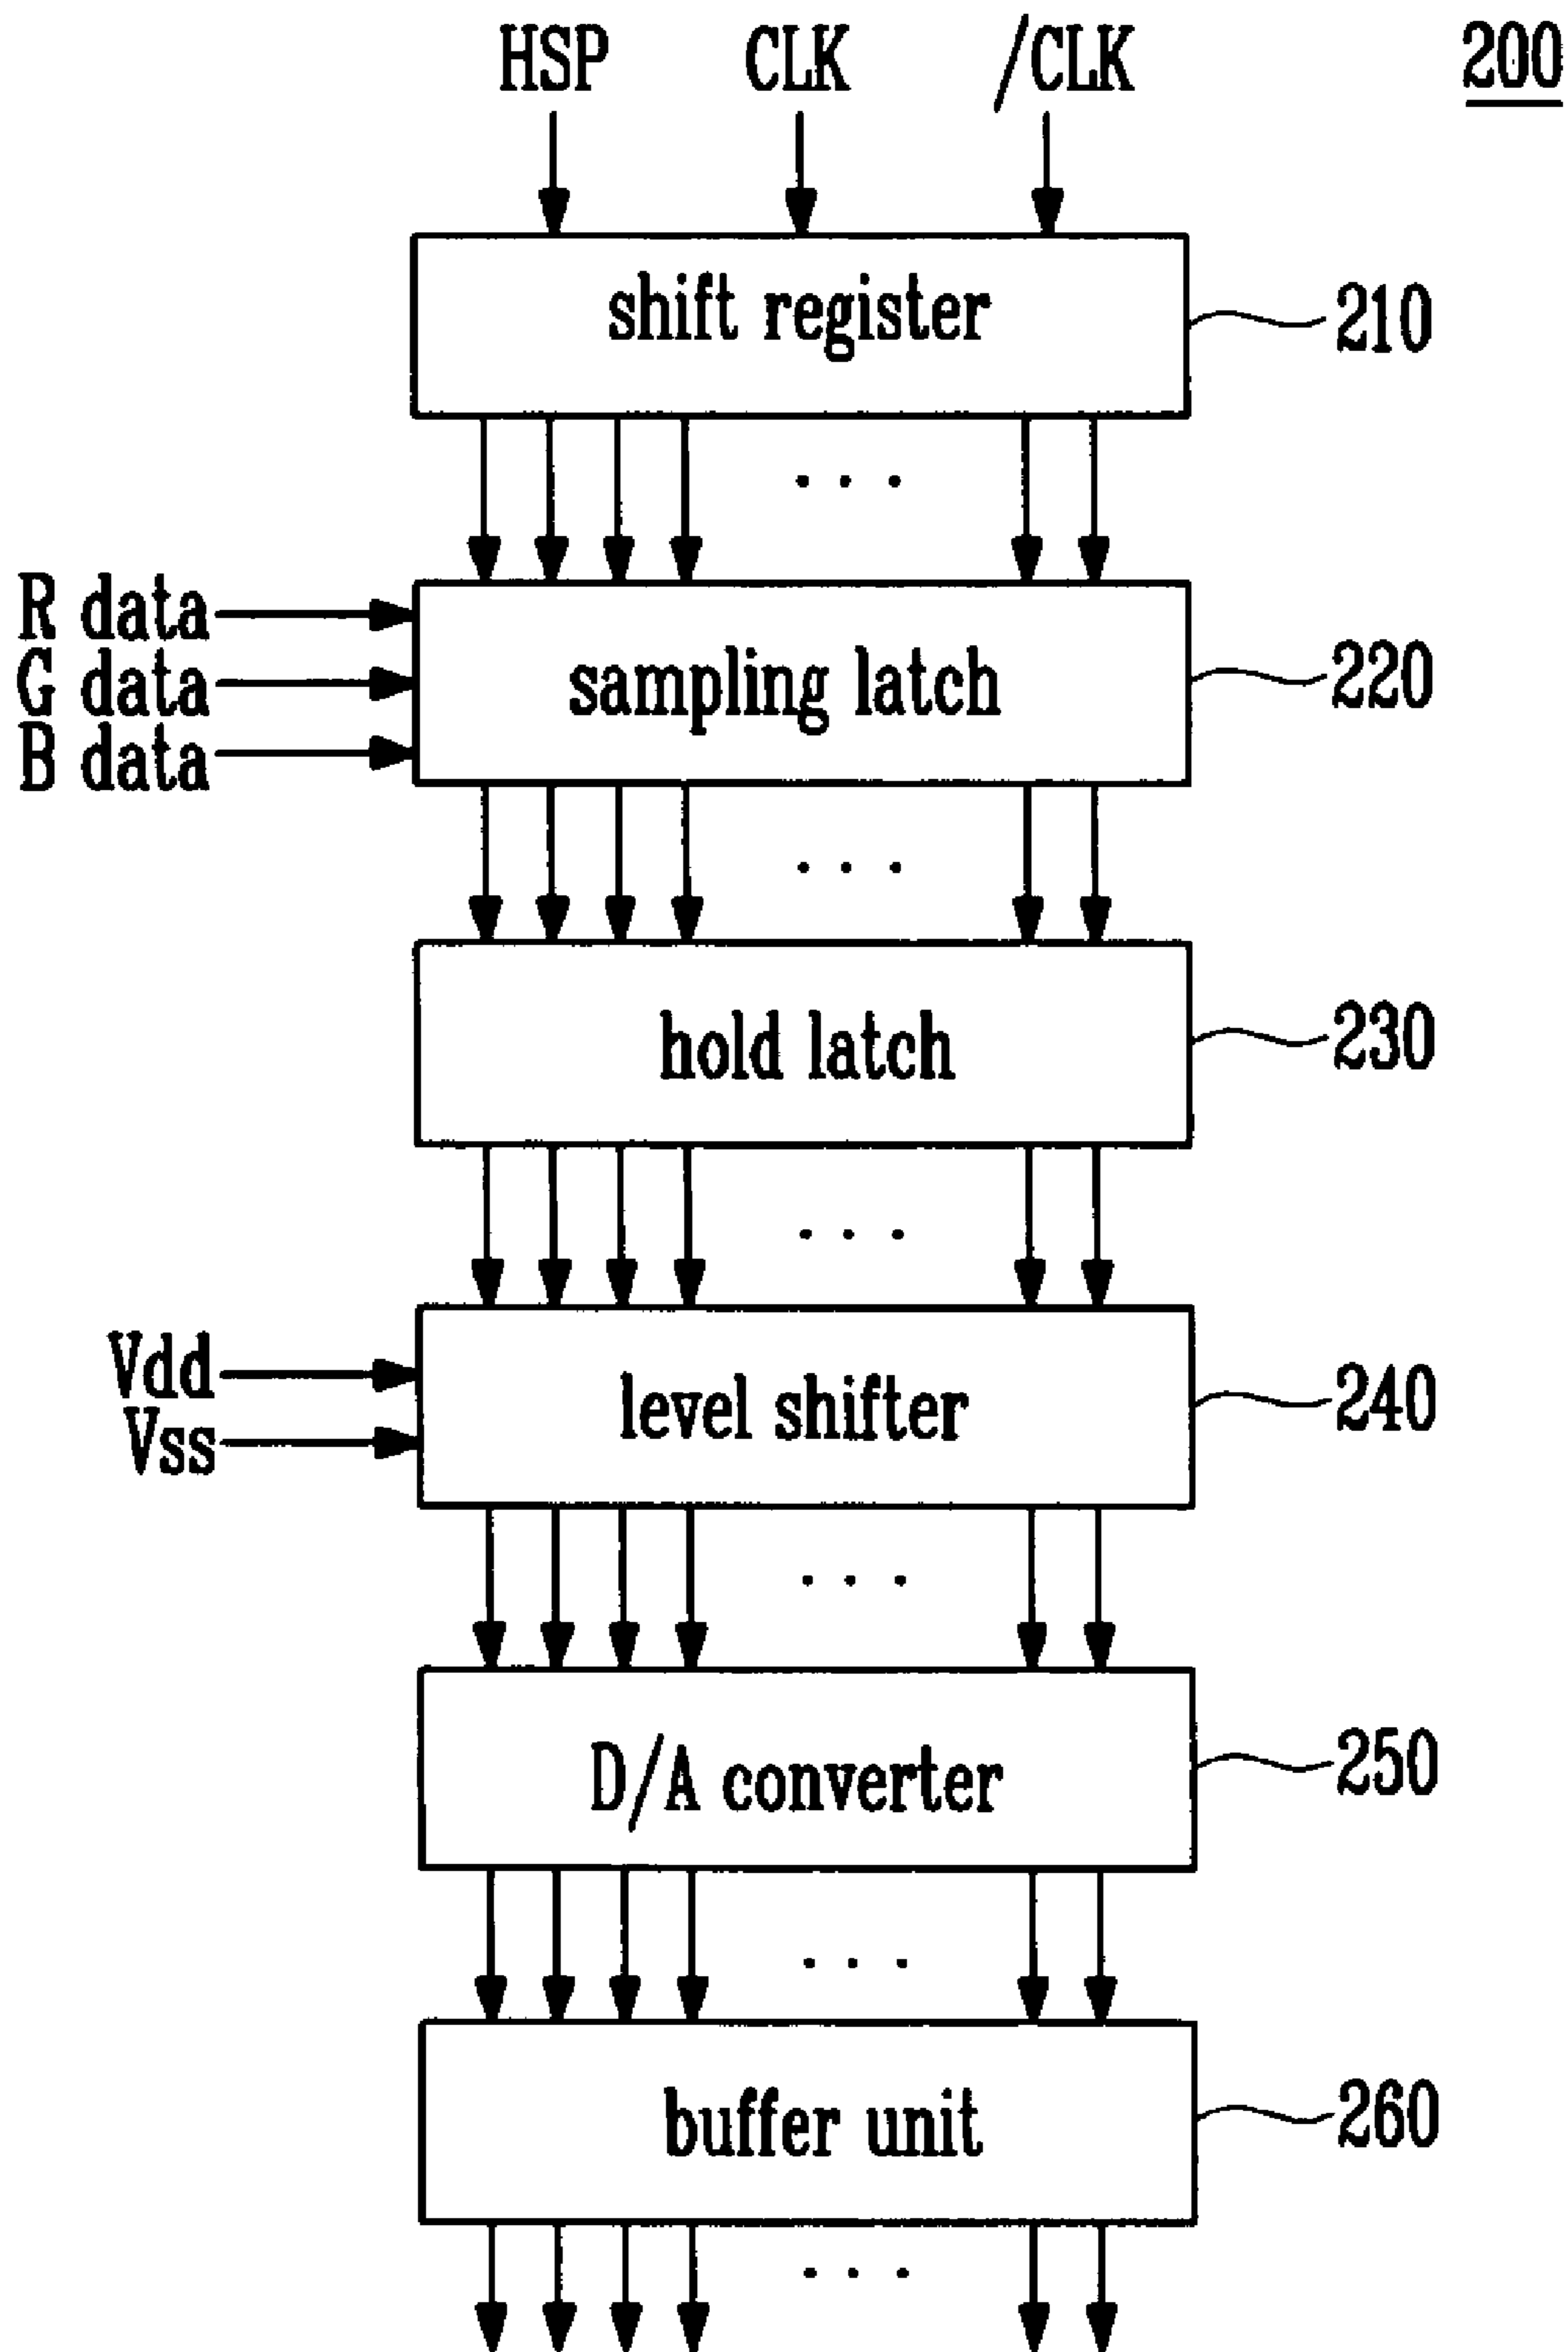 HSP CLK /CLK 200
shift register 210
R data
G data
B data
sampling latch 220
hold latch 230
Vdd
Vss
level shifter 240
D/A converter 250
buffer unit 260